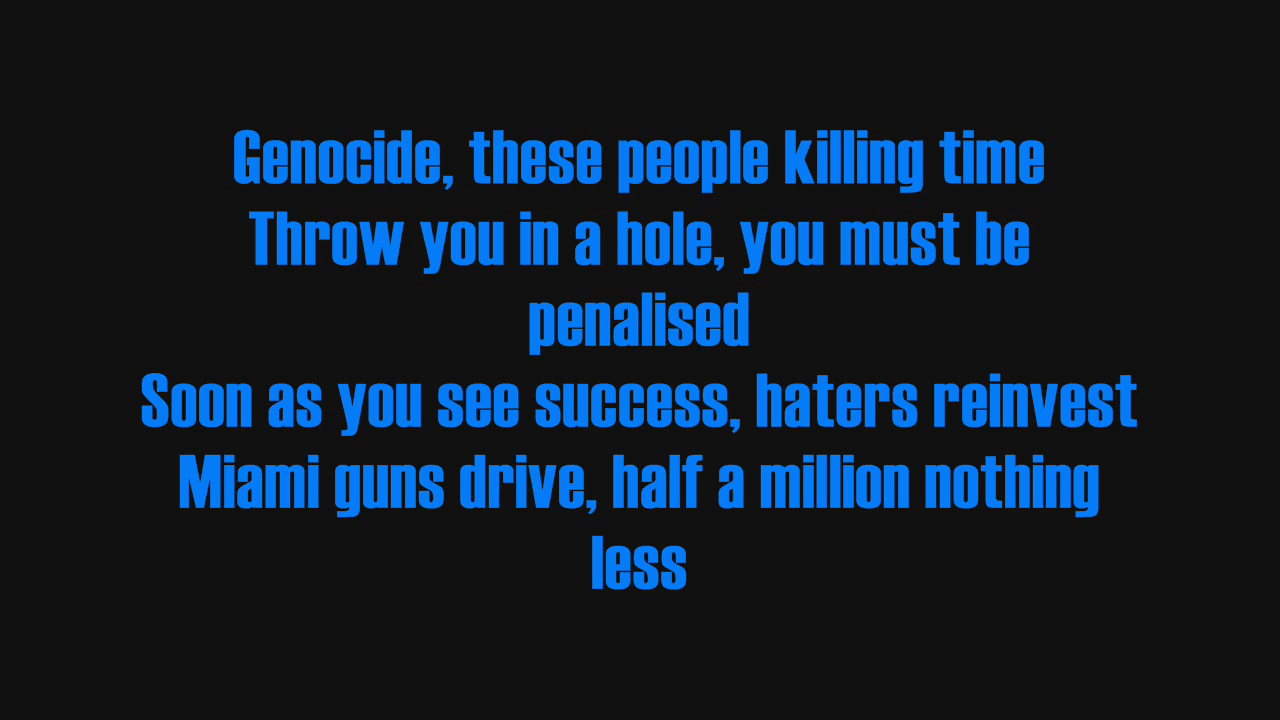 Genocide, these people killing time
Throw you in a hole, you must be
penalised
Soon as you see success, haters reinvest
Miami guns drive, half a million nothing
less